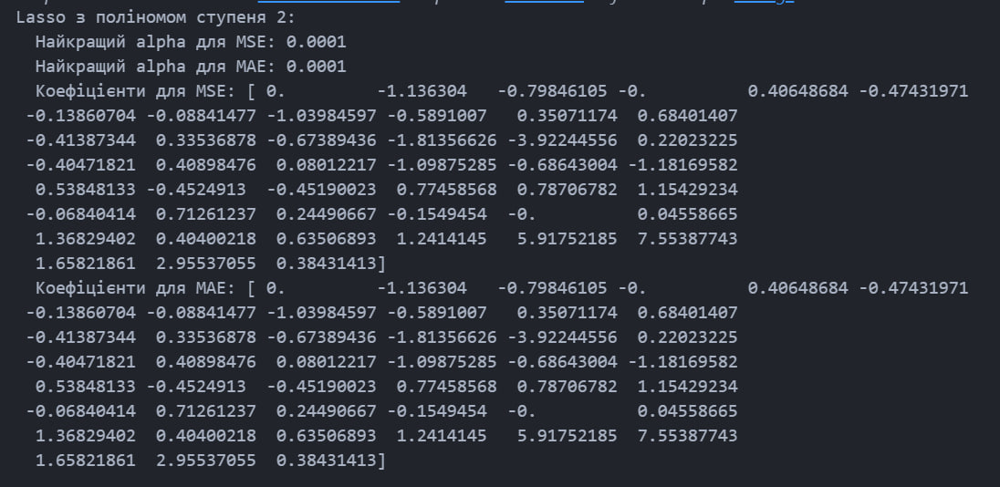 Lasso з поліномом ступеня 2:
Найкращий alpha для MSE: 0.0001
Найкращий alpha для MAE: 0.0001
Коефіцієнти для MSE: [ 0. -1.136304 -0.79846105 -0. 0.40648684 -0.47431971
-0.13860704 -0.08841477 -1.03984597 -0.5891007 0.35071174 0.68401407
-0.41387344 0.33536878 -0.67389436 -1.81356626 -3.92244556 0.22023225
-0.40471821 0.40898476 0.08012217 -1.09875285 -0.68643004 -1.18169582
0.53848133 -0.4524913 -0.45190023 0.77458568 0.78706782 1.15429234
-0.06840414 0.71261237 0.24490667 -0.1549454 -0. 0.04558665
1.36829402 0.40400218 0.63506893 1.2414145 5.91752185 7.55387743
1.65821861 2.95537055 0.38431413]
Коефіцієнти для MAE: [ 0. -1.136304 -0.79846105 -0. 0.40648684 -0.47431971
-0.13860704 -0.08841477 -1.03984597 -0.5891007 0.35071174 0.68401407
-0.41387344 0.33536878 -0.67389436 -1.81356626 -3.92244556 0.22023225
-0.40471821 0.40898476 0.08012217 -1.09875285 -0.68643004 -1.18169582
0.53848133 -0.4524913 -0.45190023 0.77458568 0.78706782 1.15429234
-0.06840414 0.71261237 0.24490667 -0.1549454 -0. 0.04558665
1.36829402 0.40400218 0.63506893 1.2414145 5.91752185 7.55387743
1.65821861 2.95537055 0.38431413]